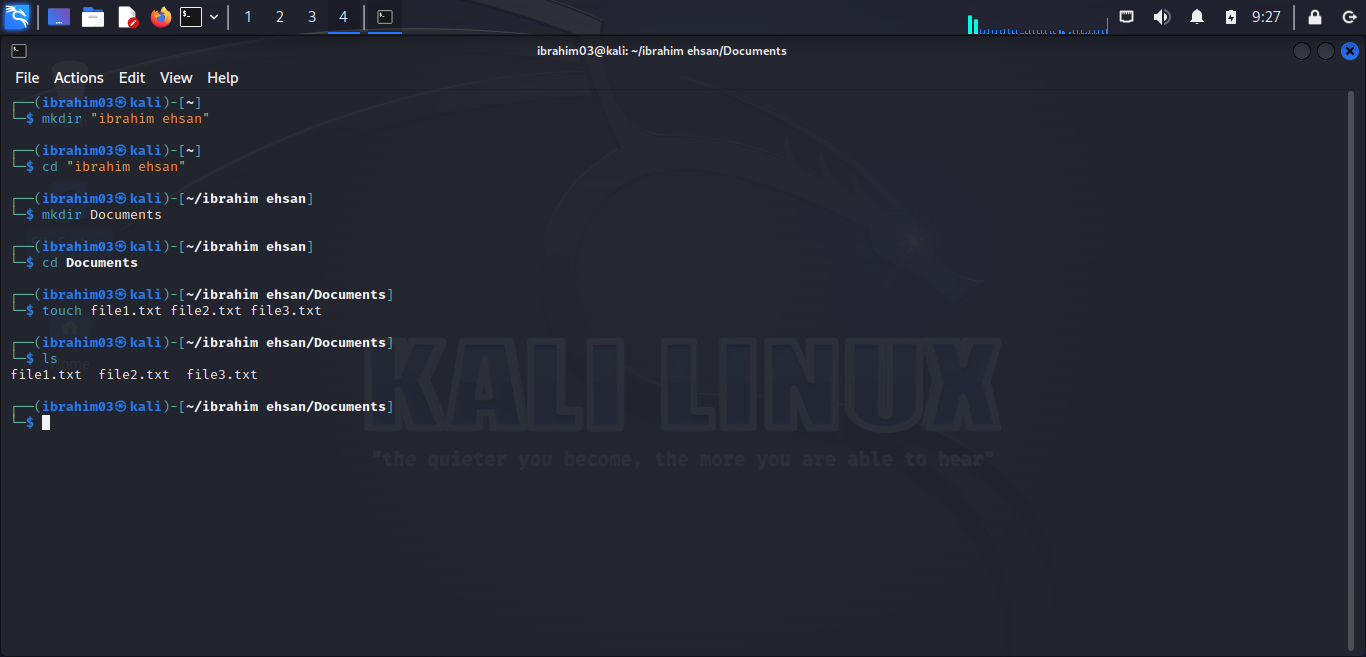 1 2 3 4 9:27
ibrahim03@kali: ~/ibrahim ehsan/Documents
File Actions Edit View Help
┌──(ibrahim03㉿kali)-[~]
└─$ mkdir "ibrahim ehsan"
┌──(ibrahim03㉿kali)-[~]
└─$ cd "ibrahim ehsan"
┌──(ibrahim03㉿kali)-[~/ibrahim ehsan]
└─$ mkdir Documents
┌──(ibrahim03㉿kali)-[~/ibrahim ehsan]
└─$ cd Documents
┌──(ibrahim03㉿kali)-[~/ibrahim ehsan/Documents]
└─$ touch file1.txt file2.txt file3.txt
┌──(ibrahim03㉿kali)-[~/ibrahim ehsan/Documents]
└─$ ls
file1.txt  file2.txt  file3.txt
┌──(ibrahim03㉿kali)-[~/ibrahim ehsan/Documents]
└─$
KALI LINUX
"the quieter you become, the more you are able to hear"